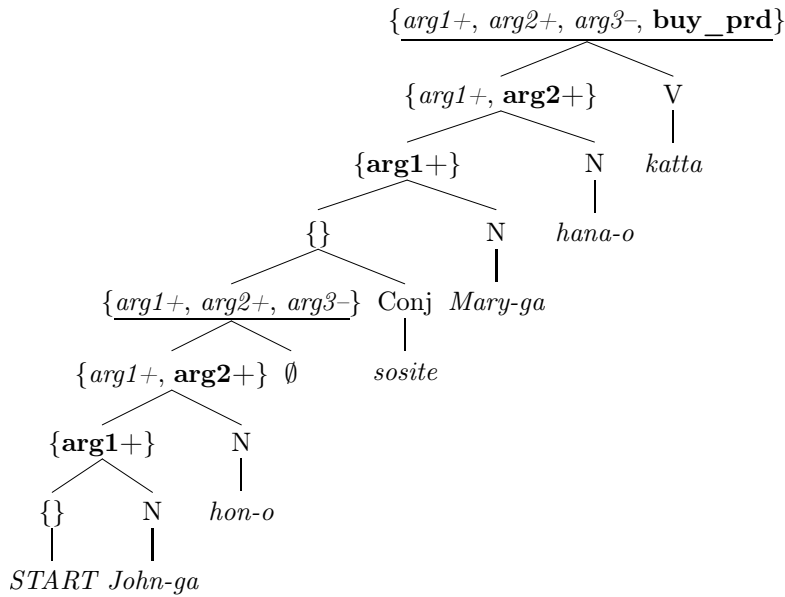 {arg1+, arg2+, arg3–, buy_prd}
{arg1+, arg2+} V
{arg1+} N katta
{} N hana-o
{arg1+, arg2+, arg3–} Conj Mary-ga
{arg1+, arg2+} ∅ sosite
{arg1+} N
{} N hon-o
START John-ga